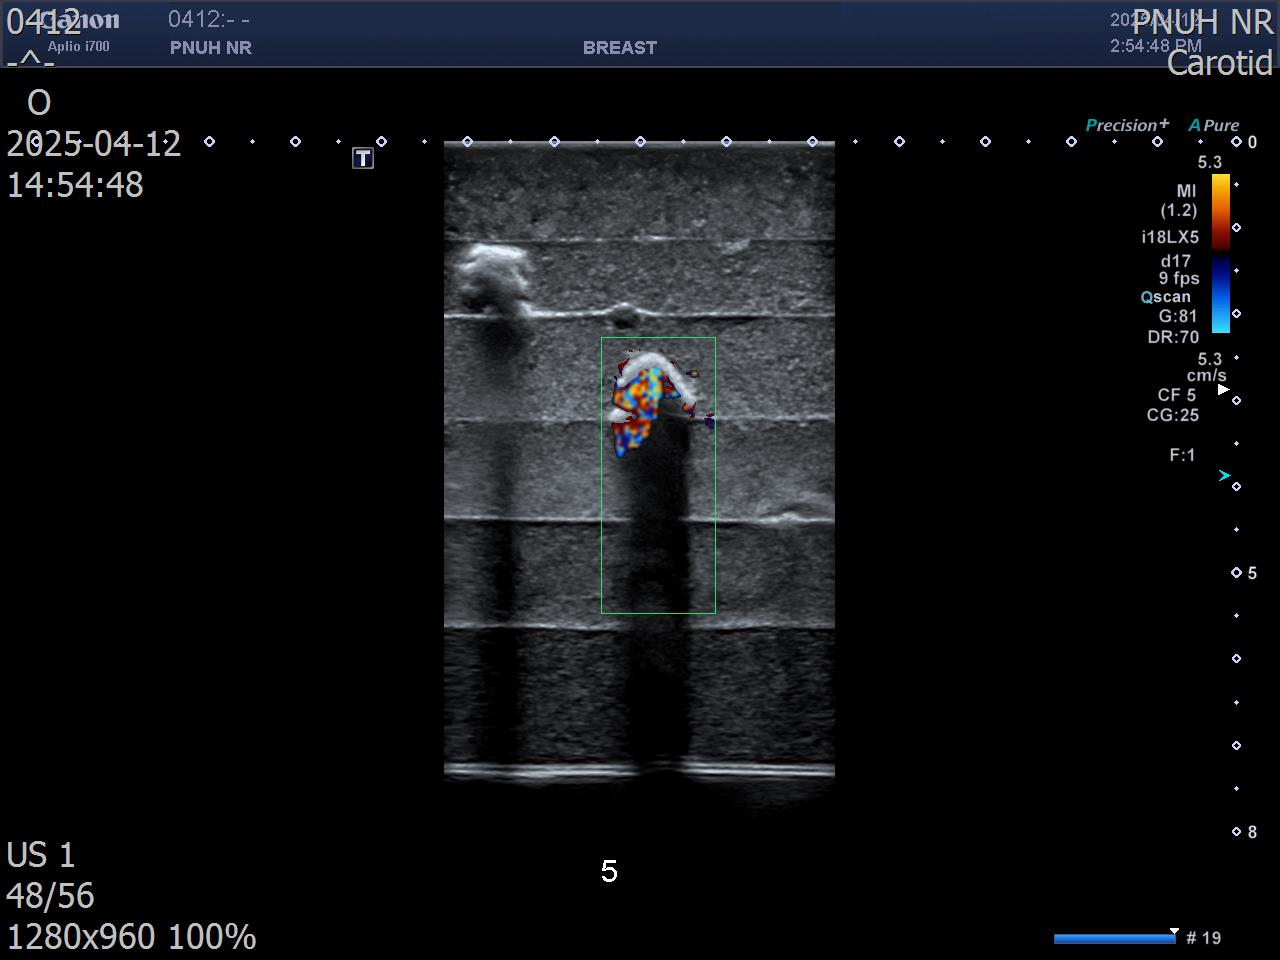 0412
Canon
0412:- -
PNUH NR
-^-
Aplio i700
PNUH NR
BREAST
2:54:48 PM
Carotid
O
2025-04-12
14:54:48
T
Precision+
A Pure
0
5.3
MI
(1.2)
i18LX5
d17
9 fps
Qscan
G:81
DR:70
5.3
cm/s
CF 5
CG:25
F:1
5
8
US 1
48/56
1280x960 100%
5
# 19